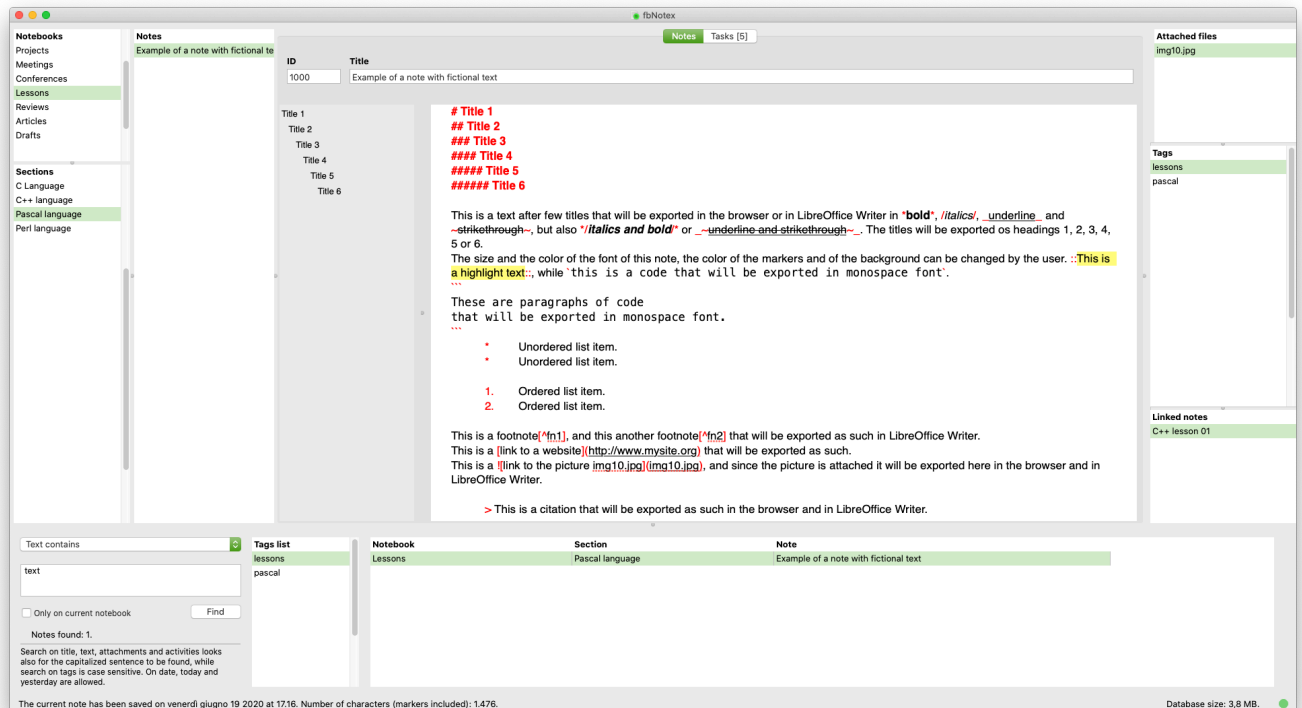 fbNotex
Notebooks
Projects
Meetings
Conferences
Lessons
Reviews
Articles
Drafts
Sections
C Language
C++ language
Pascal language
Perl language
Notes
Example of a note with fictional te
Notes
Tasks [5]
ID
Title
1000
Example of a note with fictional text
Title 1
Title 2
Title 3
Title 4
Title 5
Title 6
# Title 1
## Title 2
### Title 3
#### Title 4
##### Title 5
###### Title 6
This is a text after few titles that will be exported in the browser or in LibreOffice Writer in *bold*, /italics/, _underline_ and
~strikethrough~, but also */italics and bold/* or _~underline and strikethrough~_. The titles will be exported os headings 1, 2, 3, 4,
5 or 6.
The size and the color of the font of this note, the color of the markers and of the background can be changed by the user. ::This is
a highlight text::, while `this is a code that will be exported in monospace font`.
```
These are paragraphs of code
that will be exported in monospace font.
```
* Unordered list item.
* Unordered list item.
1. Ordered list item.
2. Ordered list item.
This is a footnote[^fn1], and this another footnote[^fn2] that will be exported as such in LibreOffice Writer.
This is a [link to a website](http://www.mysite.org) that will be exported as such.
This is a ![link to the picture img10.jpg](img10.jpg), and since the picture is attached it will be exported here in the browser and in
LibreOffice Writer.
> This is a citation that will be exported as such in the browser and in LibreOffice Writer.
Attached files
img10.jpg
Tags
lessons
pascal
Linked notes
C++ lesson 01
Text contains
text
Only on current notebook
Find
Notes found: 1.
Search on title, text, attachments and activities looks
also for the capitalized sentence to be found, while
search on tags is case sensitive. On date, today and
yesterday are allowed.
Tags list
lessons
pascal
Notebook Section Note
Lessons Pascal language Example of a note with fictional text
The current note has been saved on venerdì giugno 19 2020 at 17.16. Number of characters (markers included): 1.476.
Database size: 3,8 MB.